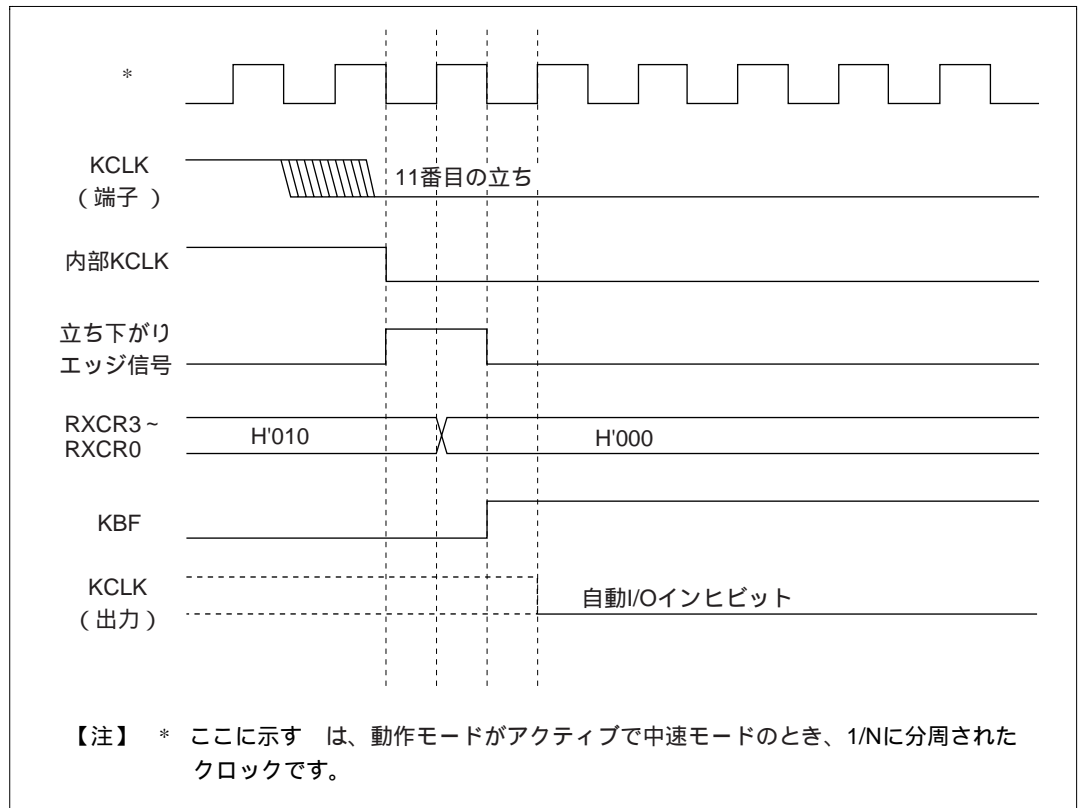 *
KCLK
(端子 )
11番目の立ち
内部KCLK
立ち下がり
エッジ信号
RXCR3~
RXCR0
H'010
H'000
KBF
KCLK
(出力)
自動I/Oインヒビット
【注】 * ここに示す は、動作モードがアクティブで中速モードのとき、1/Nに分周された
クロックです。